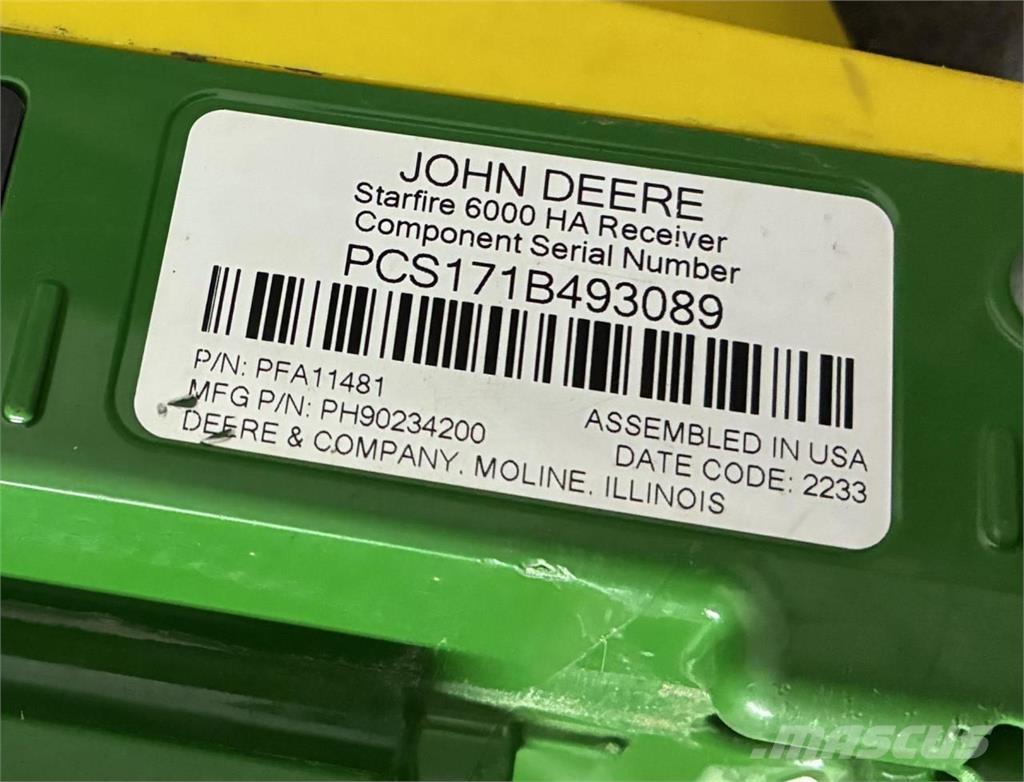 JOHN DEERE
Starfire 6000 HA Receiver
Component Serial Number
PCS171B493089
P/N: PFA11481
MFG P/N: PH90234200
DEERE & COMPANY. MOLINE, ILLINOIS
ASSEMBLED IN USA
DATE CODE: 2233
MASCUS